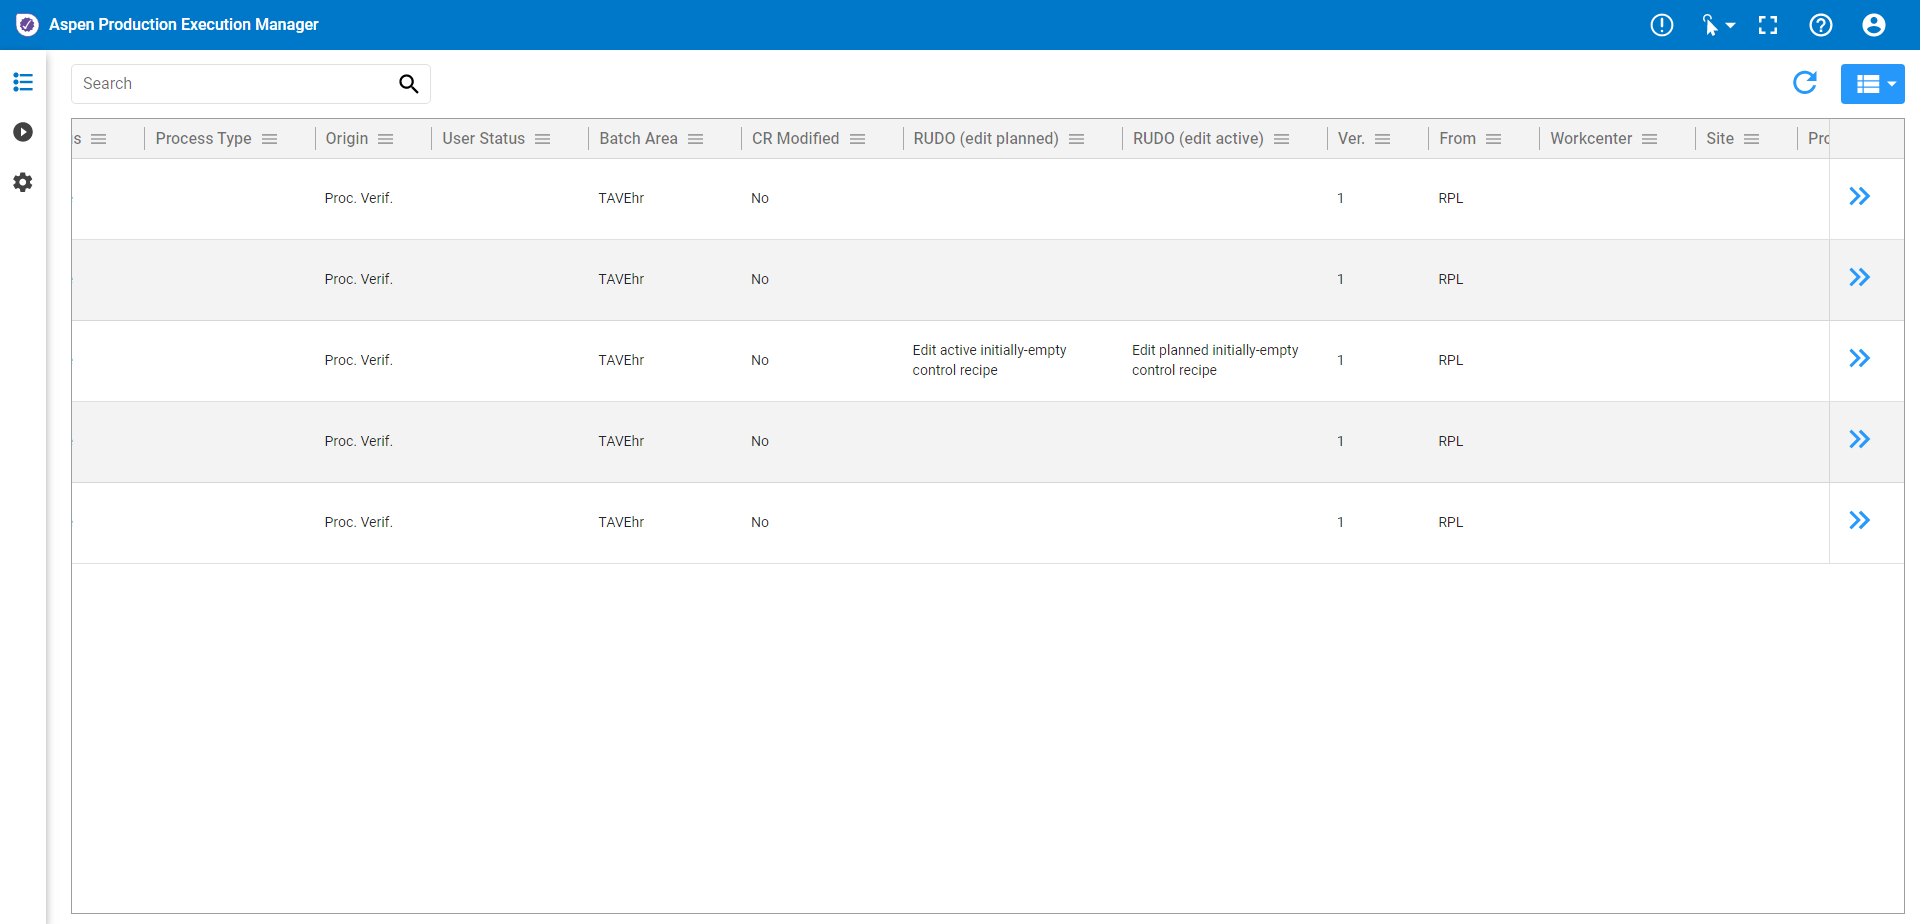 Aspen Production Execution Manager
Search
s Process Type Origin User Status Batch Area CR Modified RUDO (edit planned) RUDO (edit active) Ver. From Workcenter Site Prc
Proc. Verif. TAVEhr No 1 RPL
Proc. Verif. TAVEhr No 1 RPL
Proc. Verif. TAVEhr No Edit active initially-empty control recipe Edit planned initially-empty control recipe 1 RPL
Proc. Verif. TAVEhr No 1 RPL
Proc. Verif. TAVEhr No 1 RPL